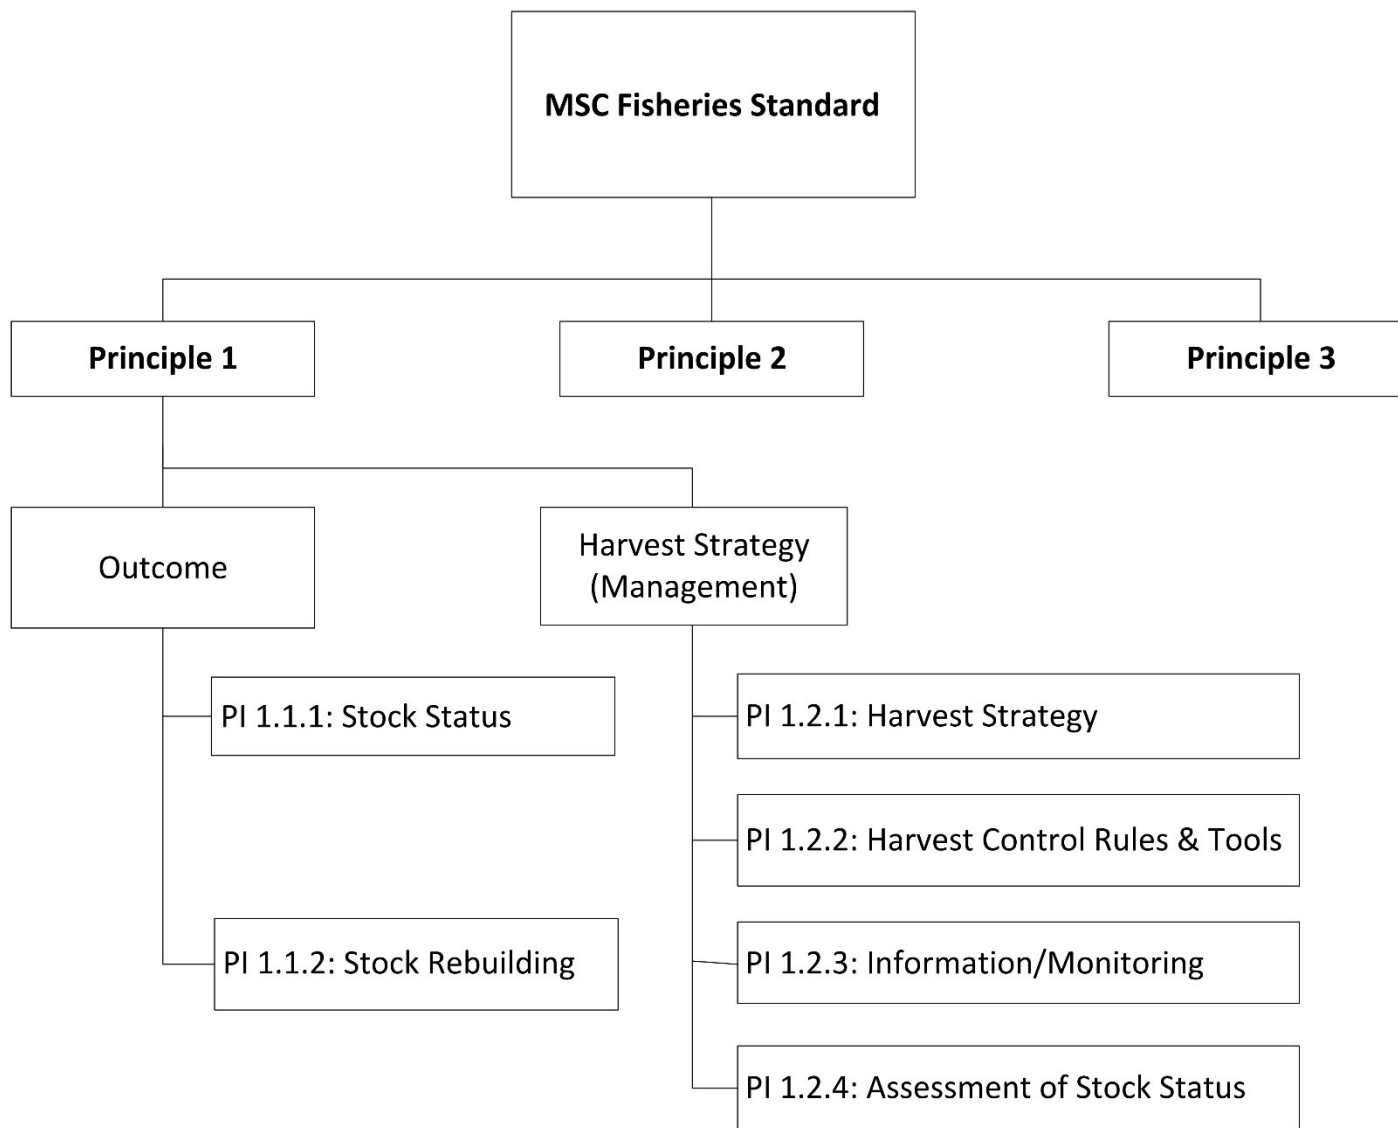 MSC Fisheries Standard
Principle 1
Principle 2
Principle 3
Outcome
Harvest Strategy
(Management)
PI 1.1.1: Stock Status
PI 1.1.2: Stock Rebuilding
PI 1.2.1: Harvest Strategy
PI 1.2.2: Harvest Control Rules & Tools
PI 1.2.3: Information/Monitoring
PI 1.2.4: Assessment of Stock Status